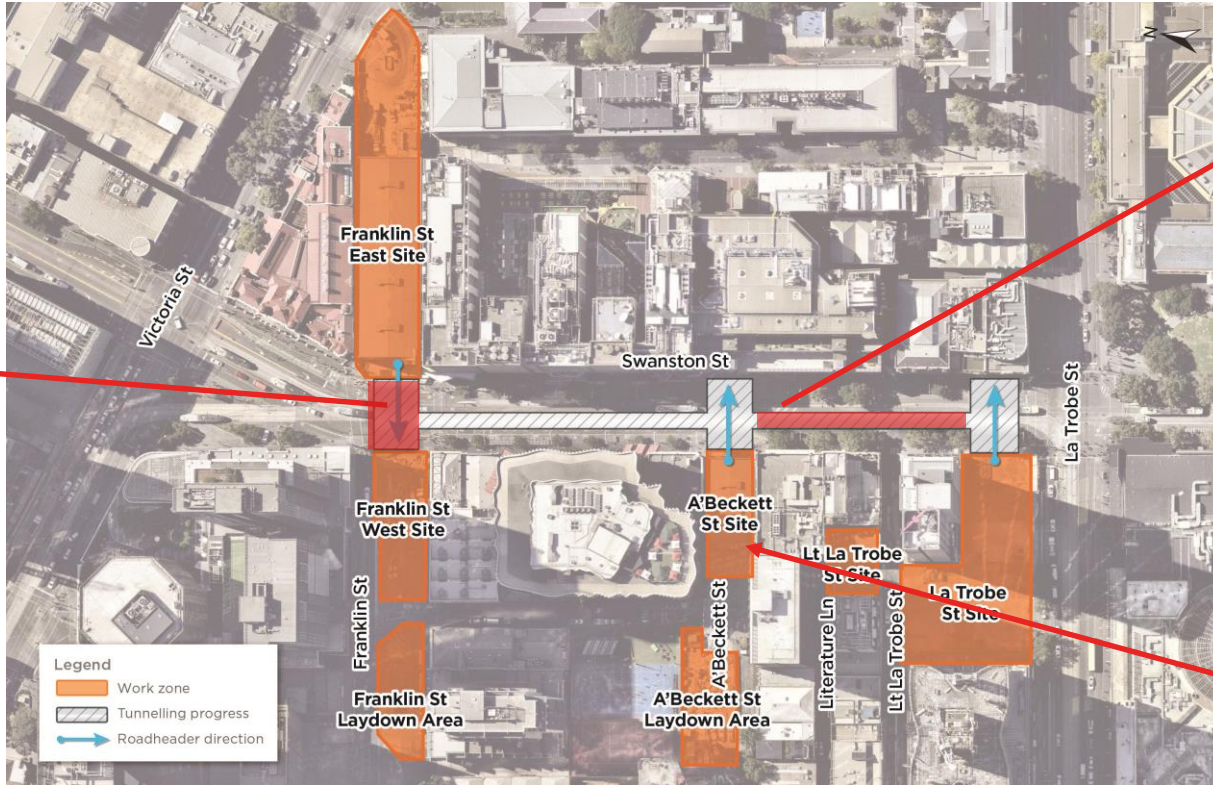 N
Franklin St
East Site
Victoria St
Swanston St
La Trobe St
Franklin St
West Site
A'Beckett
St Site
Lt La Trobe
St Site
La Trobe
St Site
Franklin St
A'Beckett St
Literature Ln
Lt La Trobe St
Franklin St
Laydown Area
A'Beckett St
Laydown Area
Legend
Work zone
Tunnelling progress
Roadheader direction